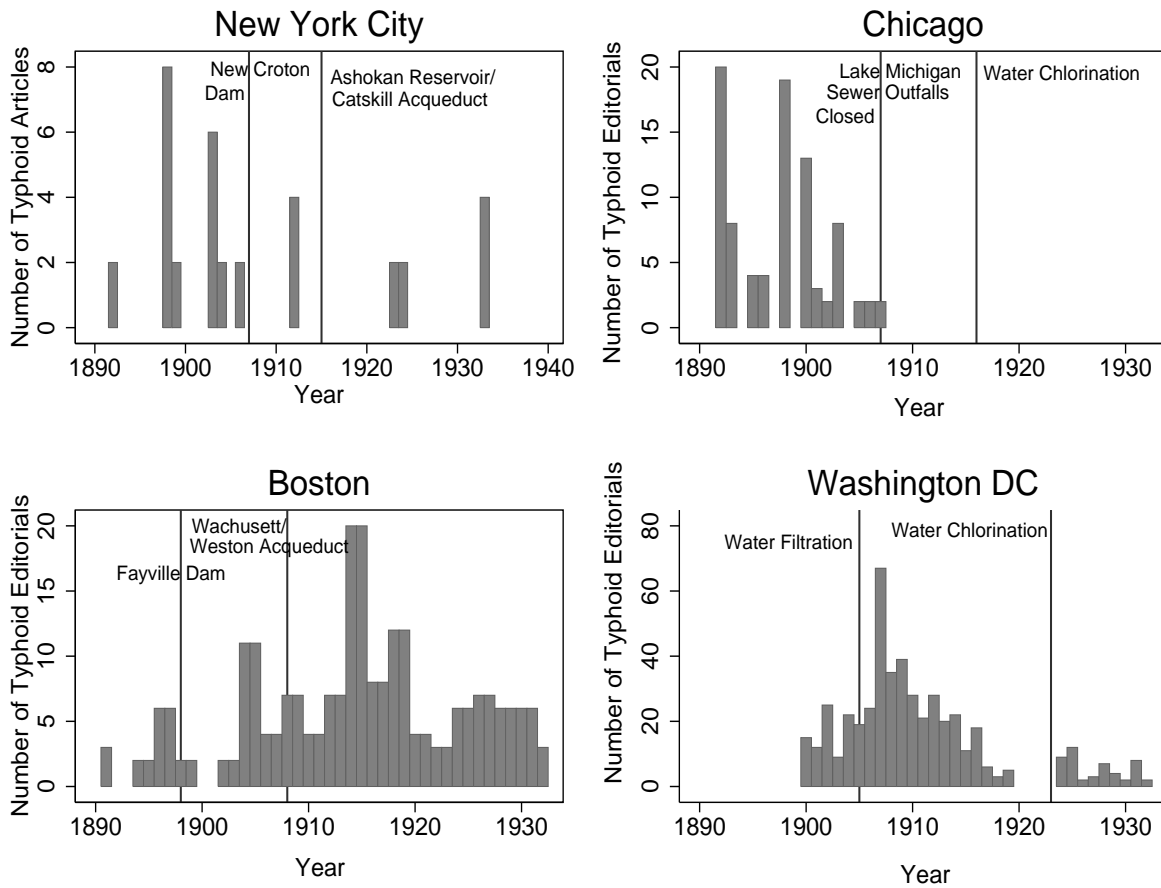 New York City
Number of Typhoid Articles
8
6
4
2
0
New Croton
Dam
Ashokan Reservoir/
Catskill Acqueduct
1890 1900 1910 1920 1930 1940
Year
Chicago
Number of Typhoid Editorials
20
15
10
5
0
Lake Michigan
Sewer Outfalls
Closed
Water Chlorination
1890 1900 1910 1920 1930
Year
Boston
Number of Typhoid Editorials
20
15
10
5
0
Wachusett/
Weston Acqueduct
Fayville Dam
1890 1900 1910 1920 1930
Year
Washington DC
Number of Typhoid Editorials
80
60
40
20
0
Water Filtration
Water Chlorination
1890 1900 1910 1920 1930
Year